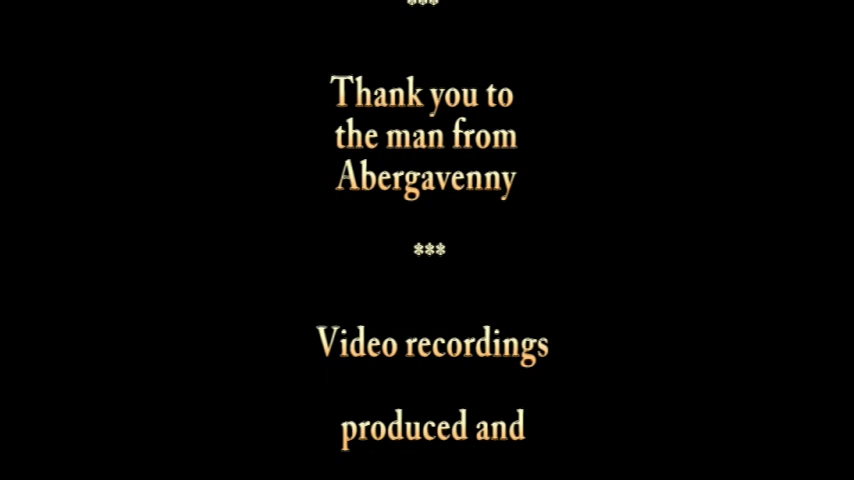 ***
Thank you to
the man from
Abergavenny
***
Video recordings
produced and